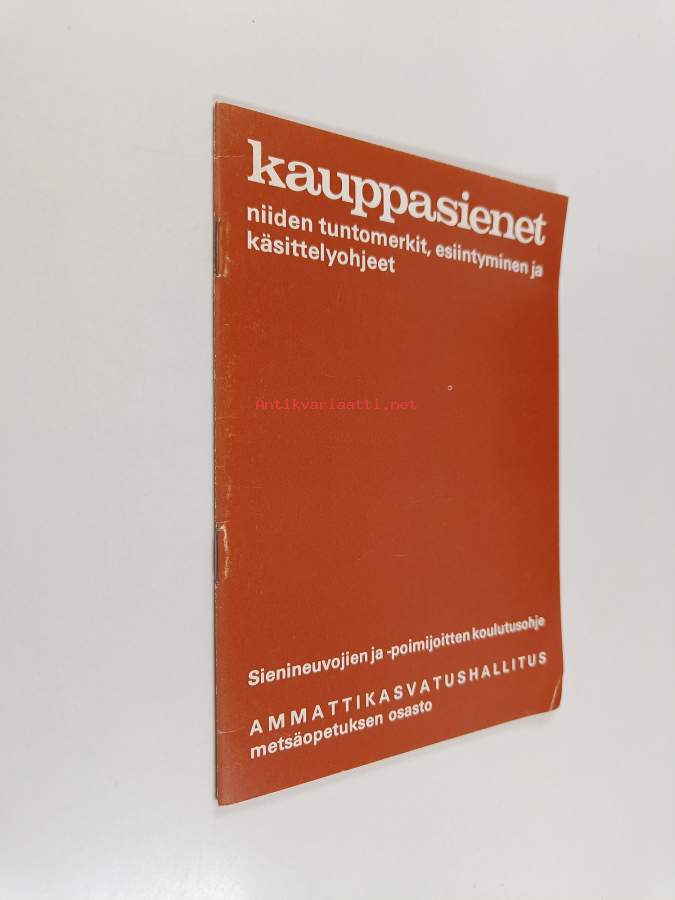 kauppasienet
niiden tuntomerkit, esiintyminen ja
käsittelyohjeet
Antikvariaatti.net
Sienineuvojien ja -poimijoitten koulutusohje
AMMATTIKASVATUSHALLITUS
metsäopetuksen osasto